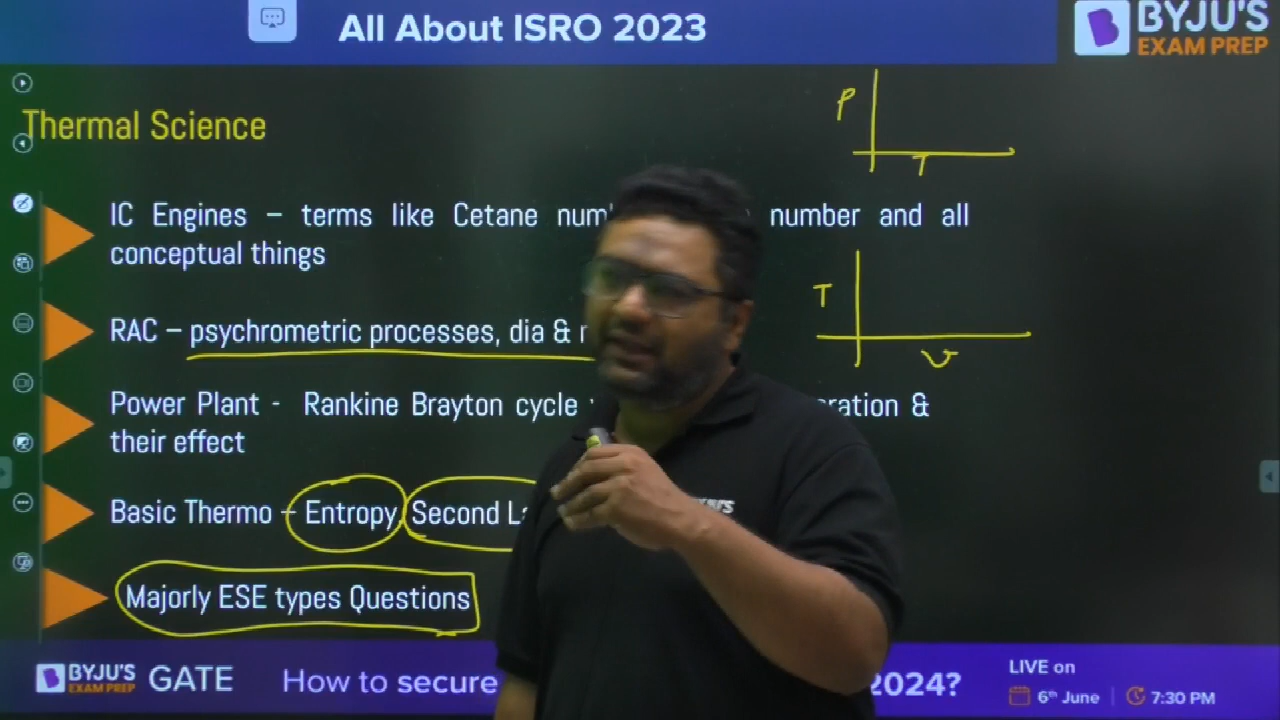 All About ISRO 2023
BYJU'S
EXAM PREP
Thermal Science
P
T
IC Engines – terms like Cetane number and all
conceptual things
T
V
RAC – psychrometric processes, dia &
Power Plant - Rankine Brayton cycle &
their effect
Basic Thermo – Entropy, Second
Majorly ESE types Questions
BYJU'S
EXAM PREP
GATE
How to secure 2024?
LIVE on
6th June
7:30 PM